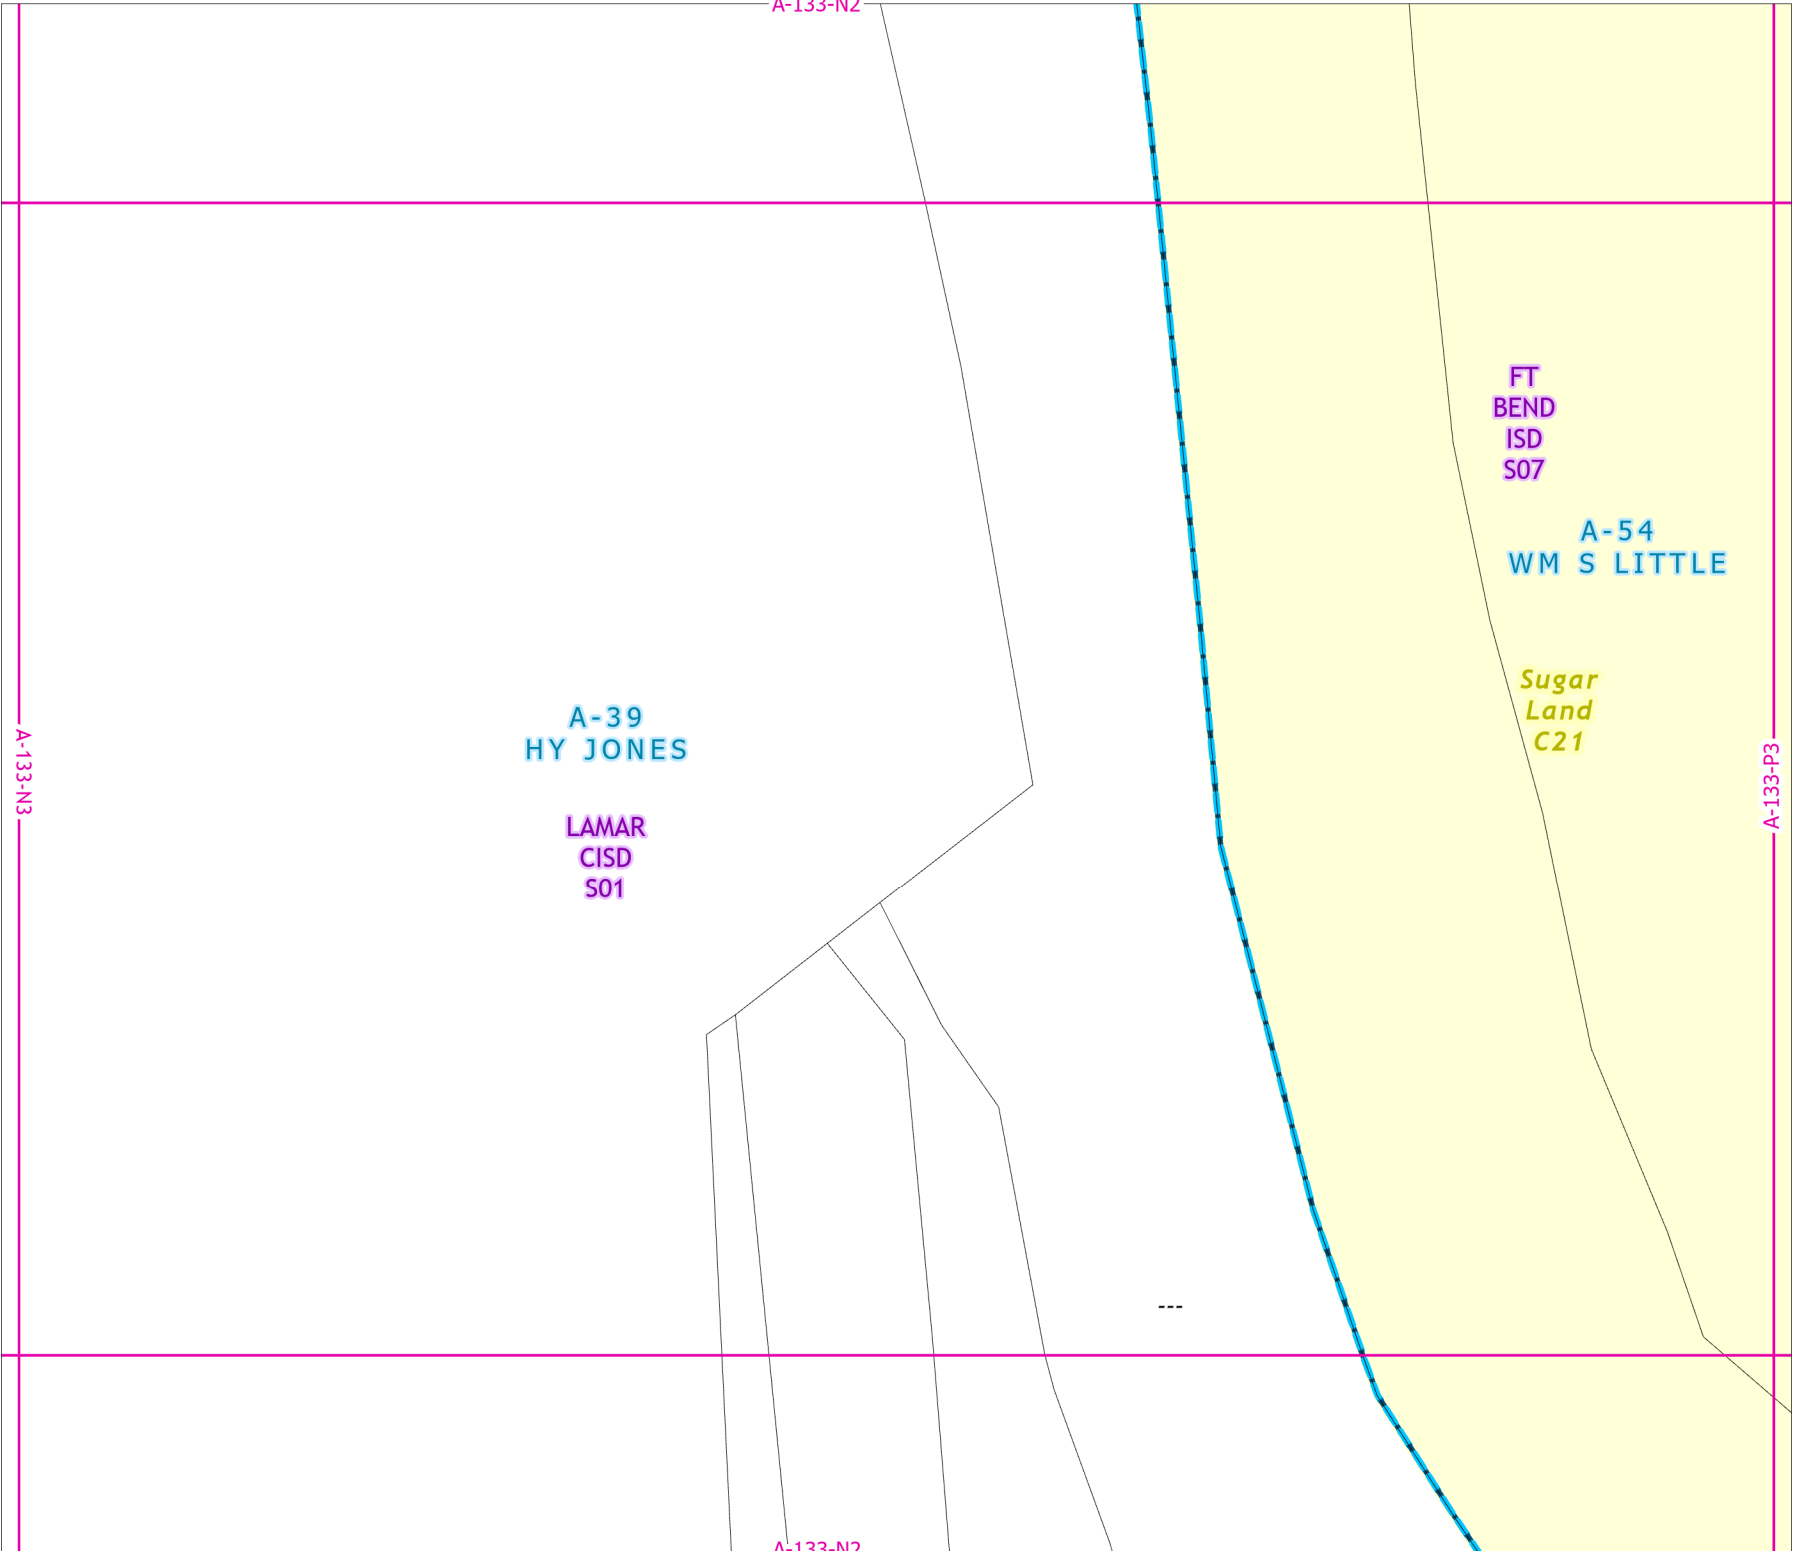 A-133-N2
FT
BEND
ISD
S07
A-54
WM S LITTLE
Sugar
Land
C21
A-39
HY JONES
LAMAR
CISD
S01
A-133-N3
A-133-P3
---
A-133-N2